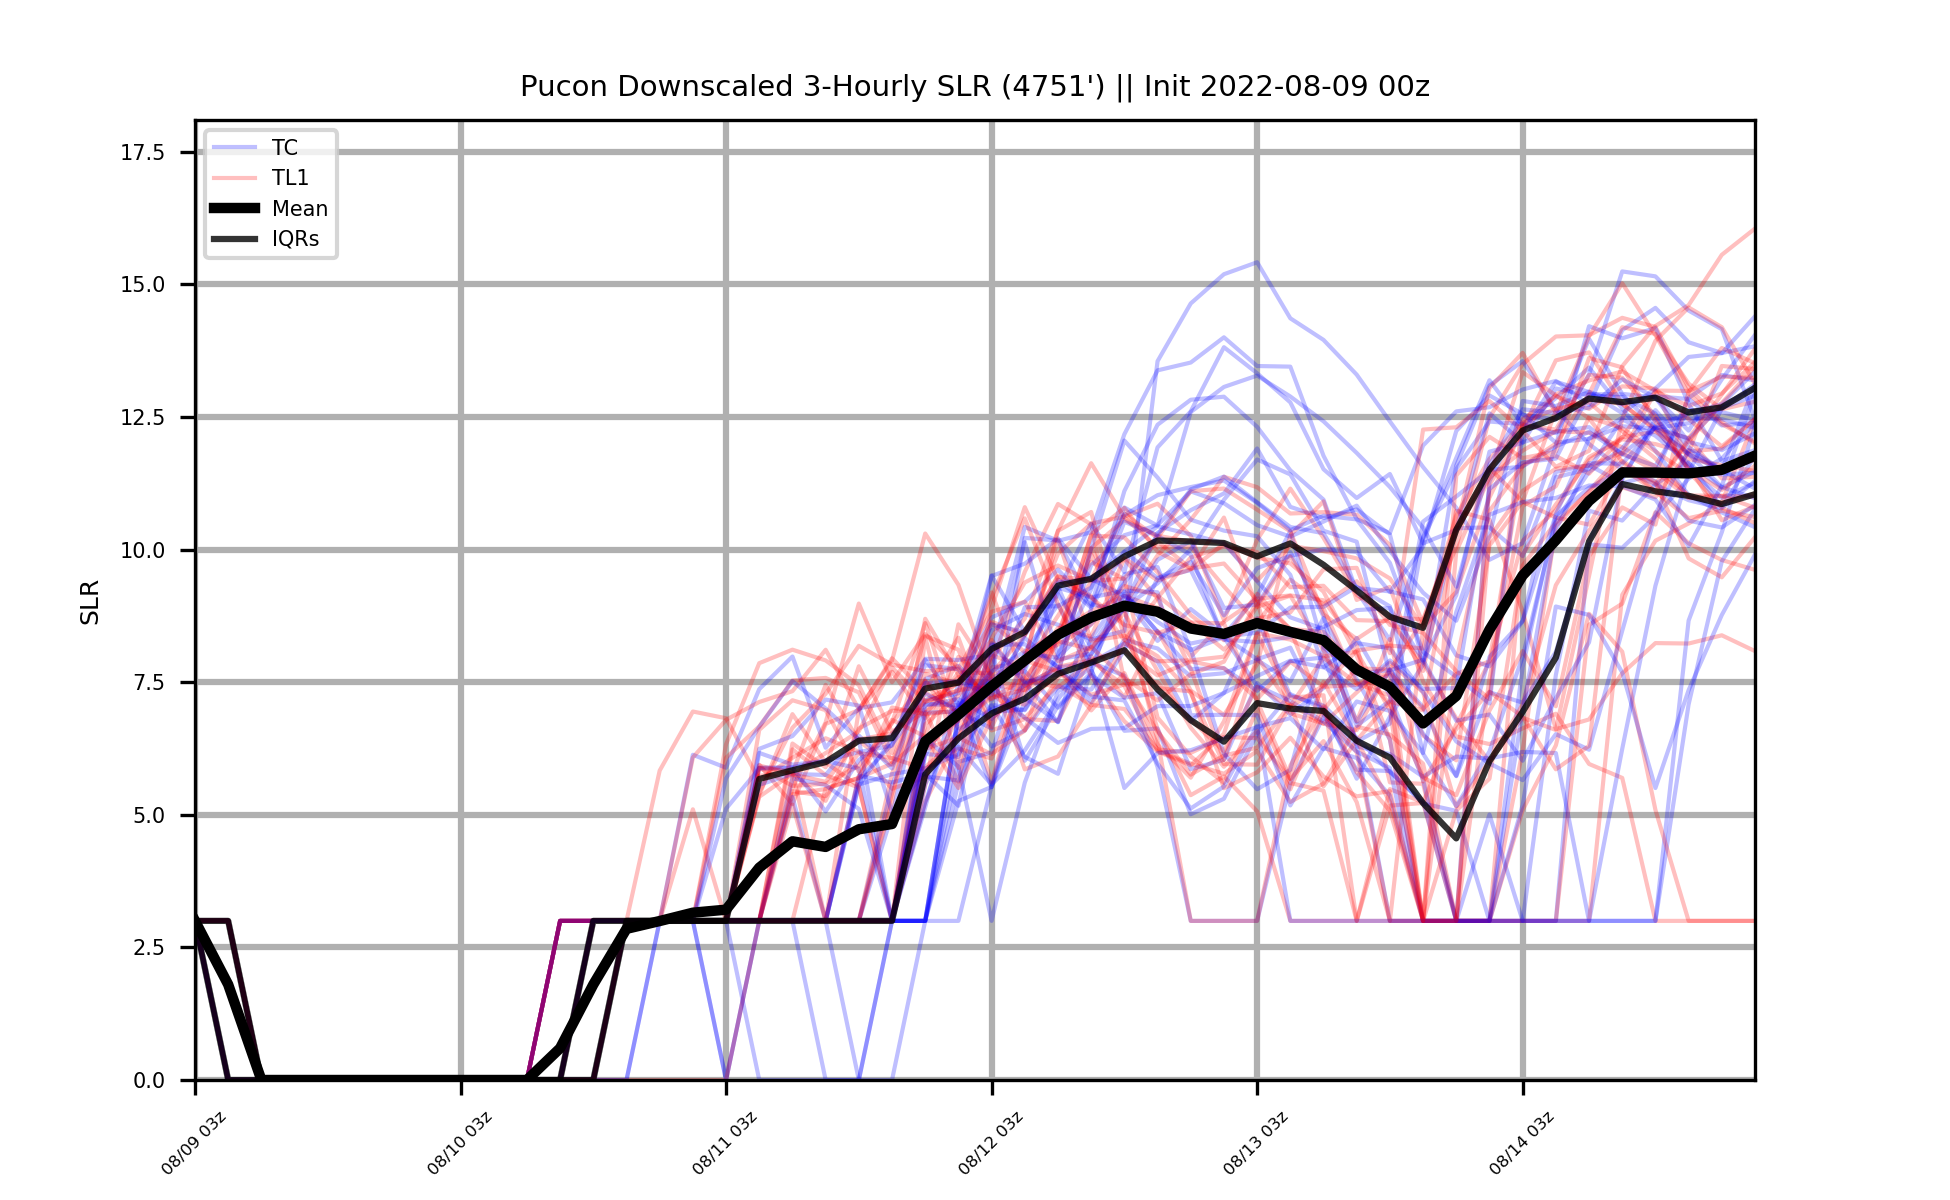 Pucon Downscaled 3-Hourly SLR (4751') || Init 2022-08-09 00z
TC
TL1
Mean
IQRs
SLR
17.5
15.0
12.5
10.0
7.5
5.0
2.5
0.0
08/09 03z
08/10 03z
08/11 03z
08/12 03z
08/13 03z
08/14 03z